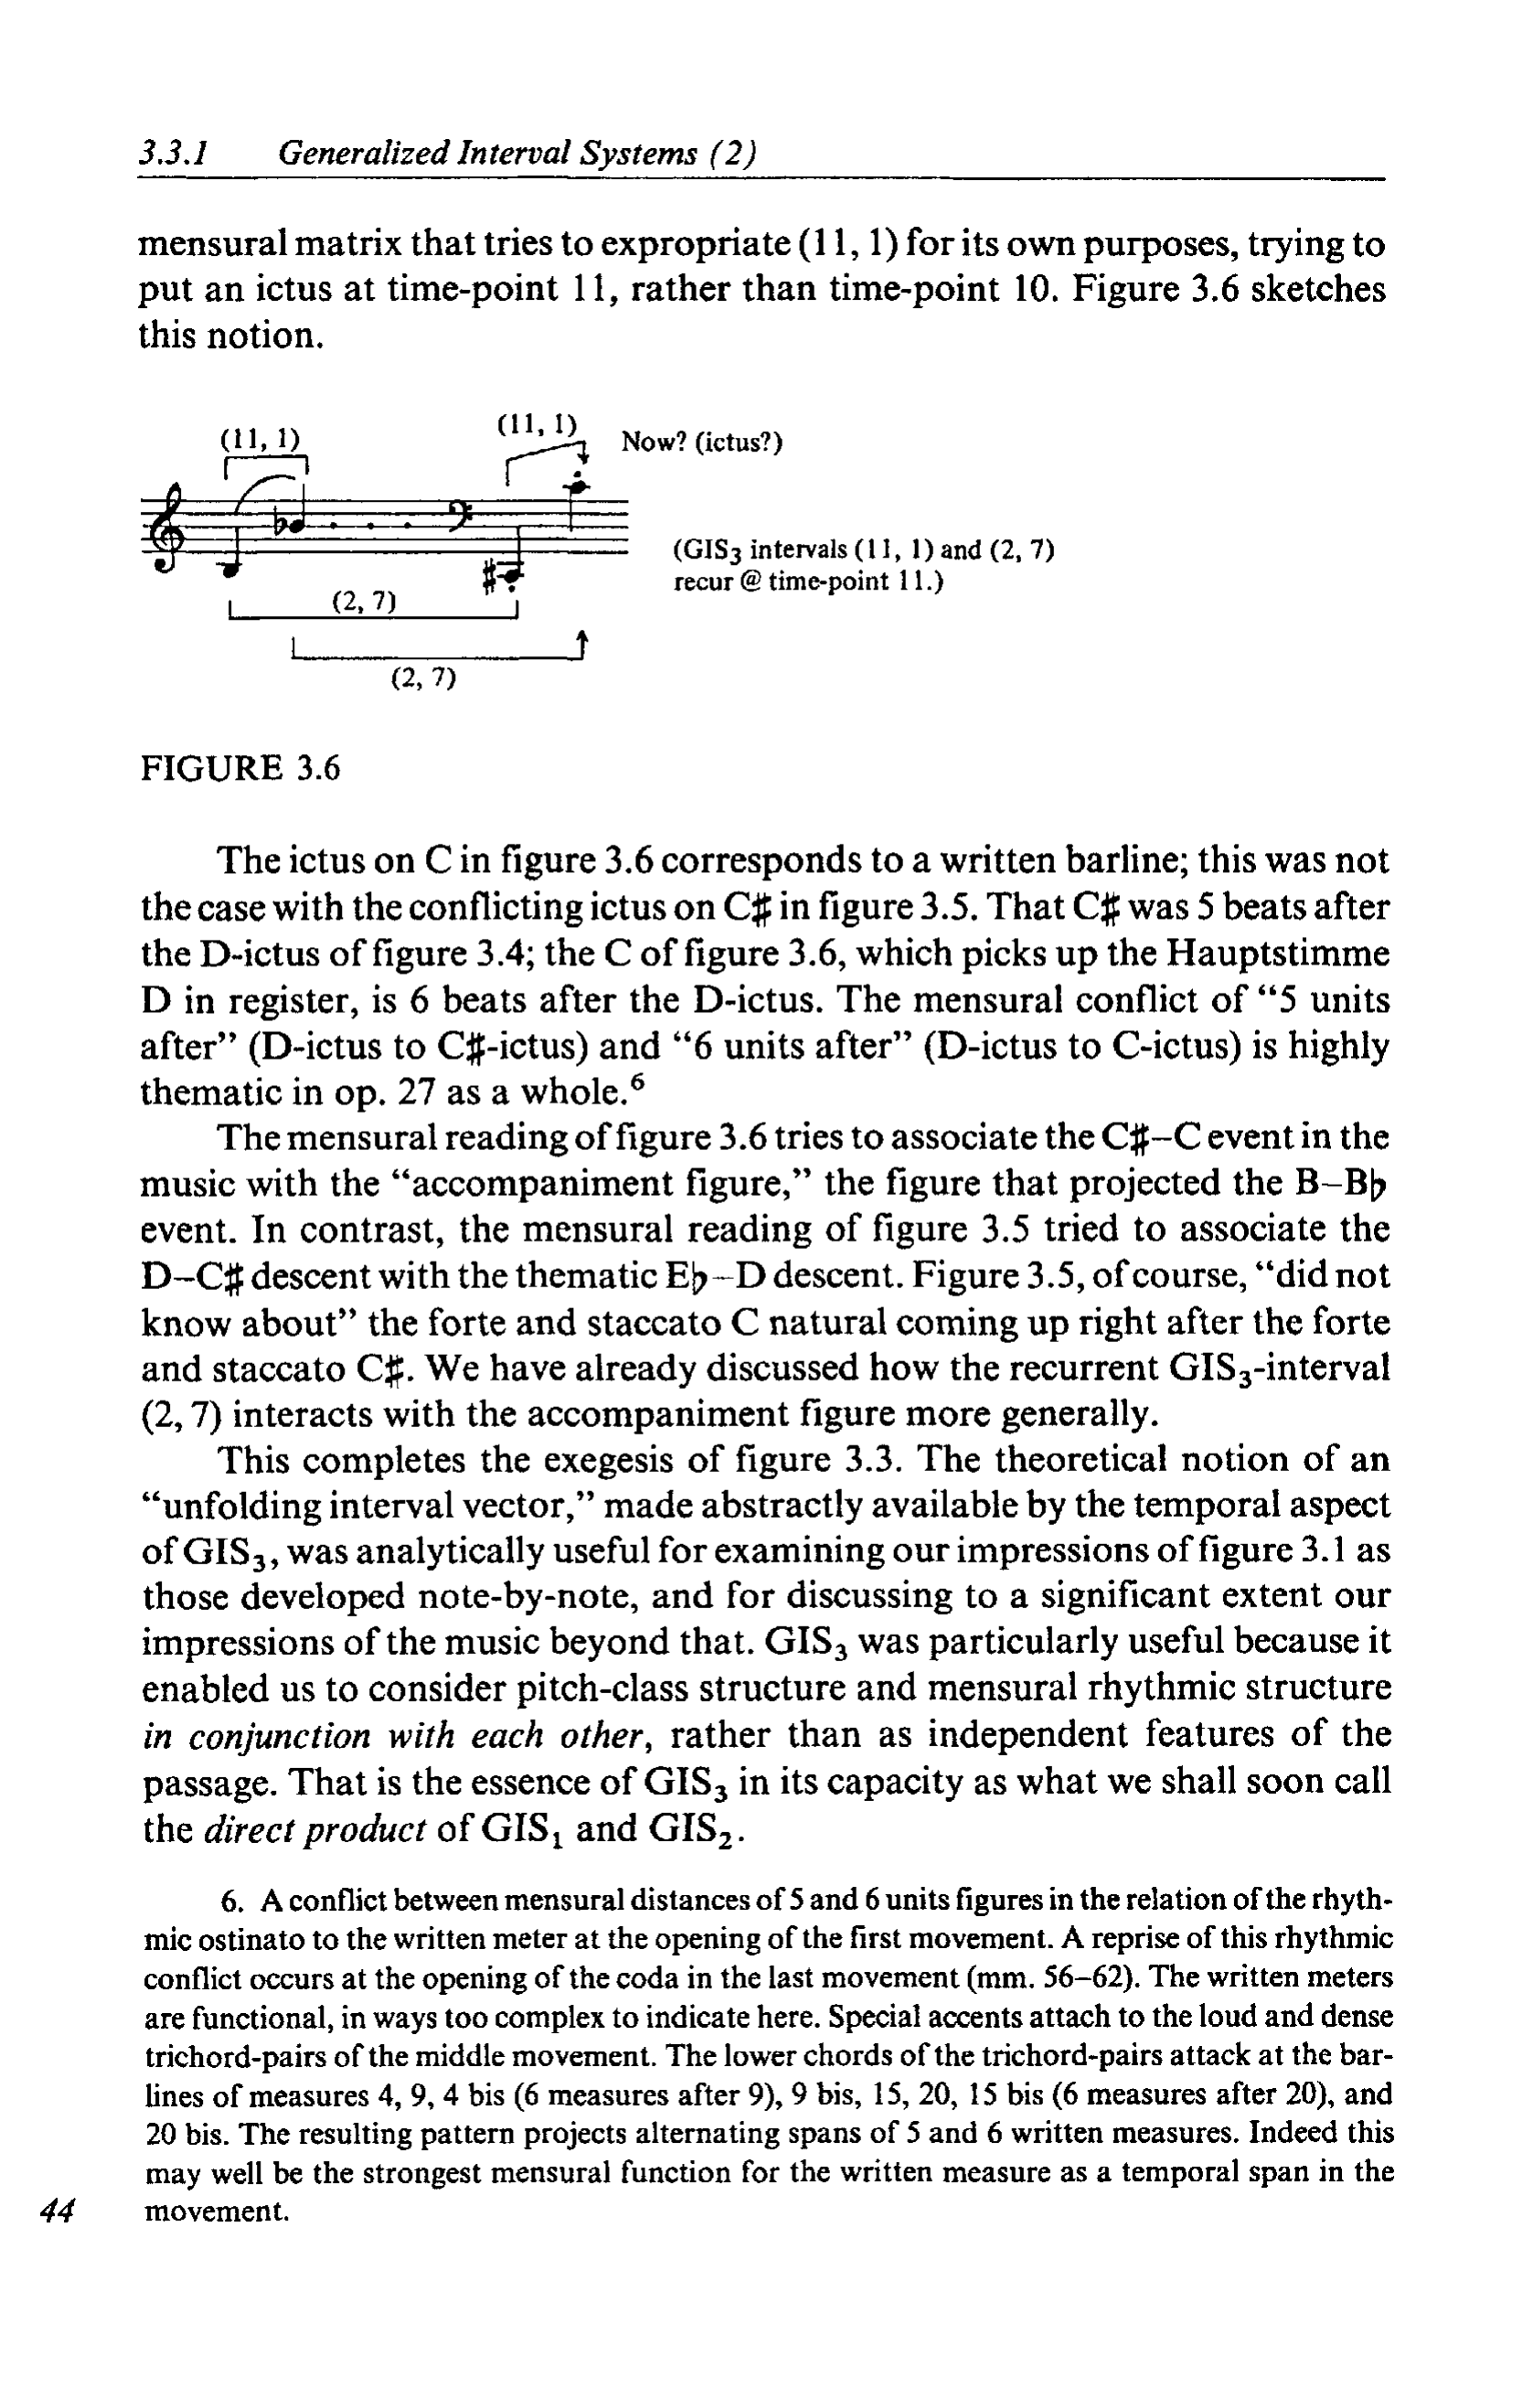 3.3.1 Generalized Interval Systems (2)
mensural matrix that tries to expropriate (11, 1) for its own purposes, trying to
put an ictus at time-point 11, rather than time-point 10. Figure 3.6 sketches
this notion.
(11, 1)
(11, 1)
Now? (ictus?)
(GIS₃ intervals (11, 1) and (2, 7)
recur @ time-point 11.)
(2, 7)
(2, 7)
FIGURE 3.6
The ictus on C in figure 3.6 corresponds to a written barline; this was not
the case with the conflicting ictus on C♯ in figure 3.5. That C♯ was 5 beats after
the D-ictus of figure 3.4; the C of figure 3.6, which picks up the Hauptstimme
D in register, is 6 beats after the D-ictus. The mensural conflict of “5 units
after” (D-ictus to C♯-ictus) and “6 units after” (D-ictus to C-ictus) is highly
thematic in op. 27 as a whole.⁶
The mensural reading of figure 3.6 tries to associate the C♯–C event in the
music with the “accompaniment figure,” the figure that projected the B–B♭
event. In contrast, the mensural reading of figure 3.5 tried to associate the
D–C♯ descent with the thematic E♭–D descent. Figure 3.5, of course, “did not
know about” the forte and staccato C natural coming up right after the forte
and staccato C♯. We have already discussed how the recurrent GIS₃-interval
(2, 7) interacts with the accompaniment figure more generally.
This completes the exegesis of figure 3.3. The theoretical notion of an
“unfolding interval vector,” made abstractly available by the temporal aspect
of GIS₃, was analytically useful for examining our impressions of figure 3.1 as
those developed note-by-note, and for discussing to a significant extent our
impressions of the music beyond that. GIS₃ was particularly useful because it
enabled us to consider pitch-class structure and mensural rhythmic structure
in conjunction with each other, rather than as independent features of the
passage. That is the essence of GIS₃ in its capacity as what we shall soon call
the direct product of GIS₁ and GIS₂.
6. A conflict between mensural distances of 5 and 6 units figures in the relation of the rhyth-
mic ostinato to the written meter at the opening of the first movement. A reprise of this rhythmic
conflict occurs at the opening of the coda in the last movement (mm. 56–62). The written meters
are functional, in ways too complex to indicate here. Special accents attach to the loud and dense
trichord-pairs of the middle movement. The lower chords of the trichord-pairs attack at the bar-
lines of measures 4, 9, 4 bis (6 measures after 9), 9 bis, 15, 20, 15 bis (6 measures after 20), and
20 bis. The resulting pattern projects alternating spans of 5 and 6 written measures. Indeed this
may well be the strongest mensural function for the written measure as a temporal span in the
44 movement.